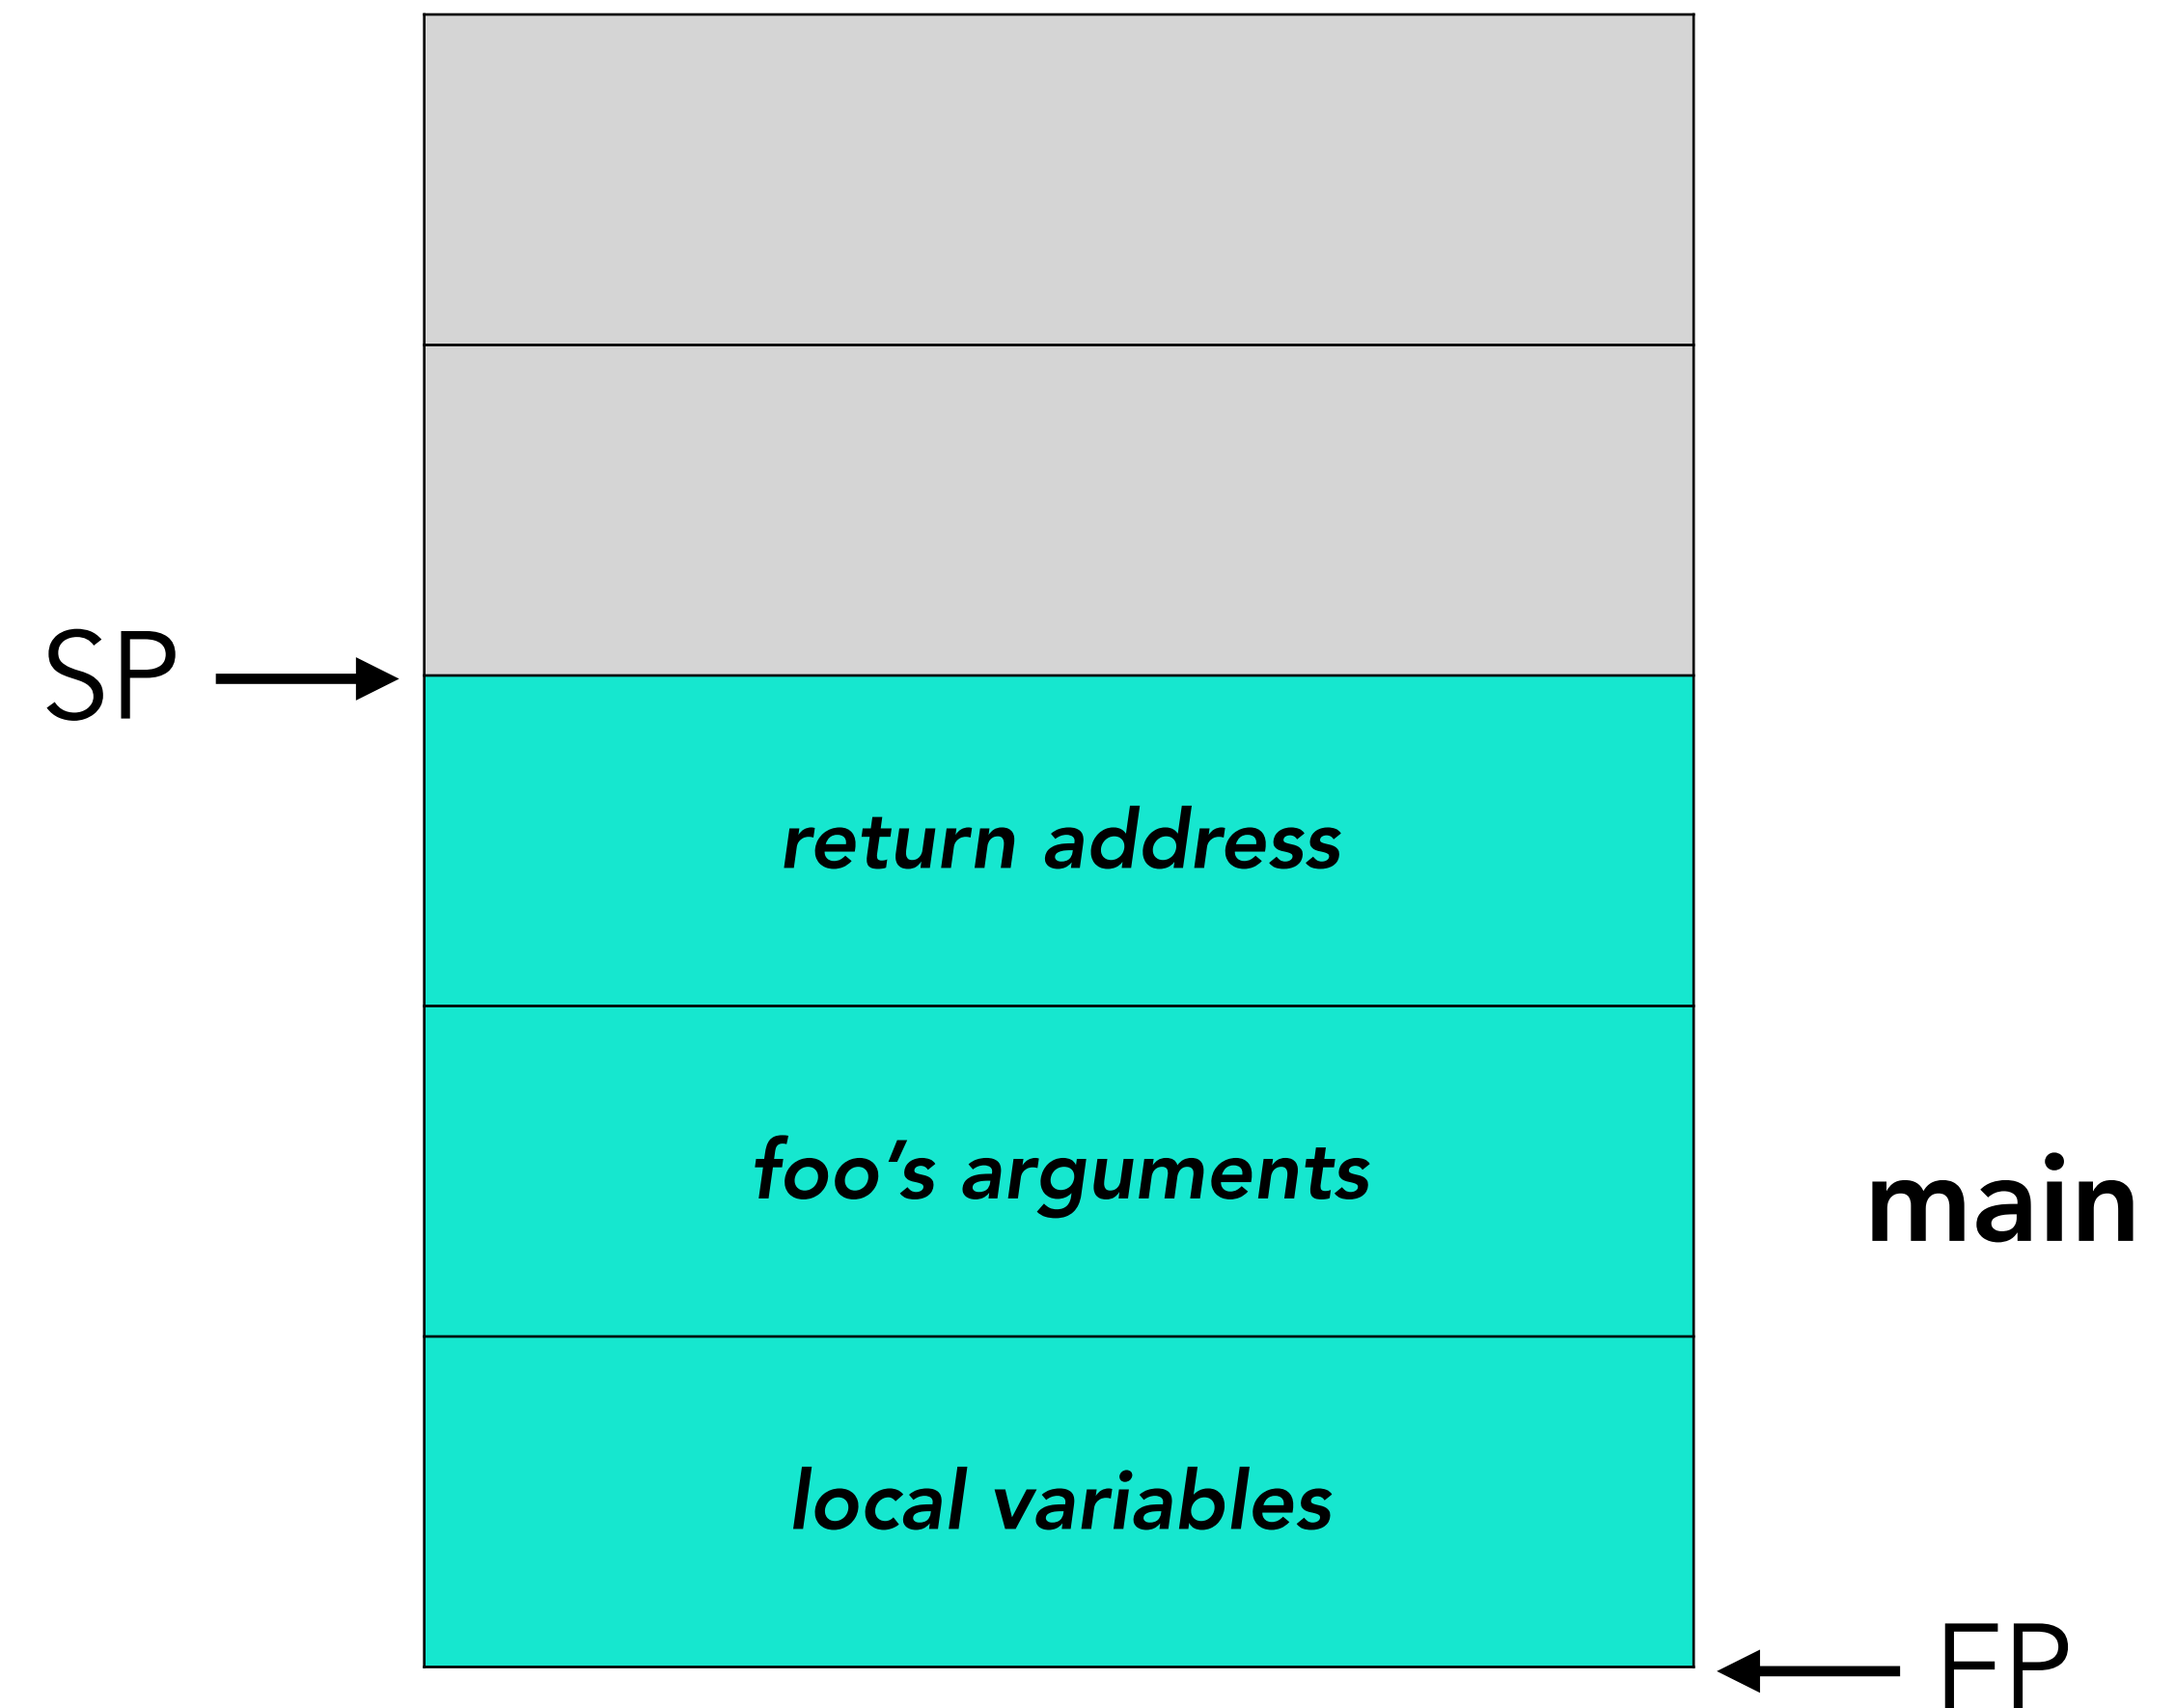 SP
return address
foo's arguments
main
local variables
FP